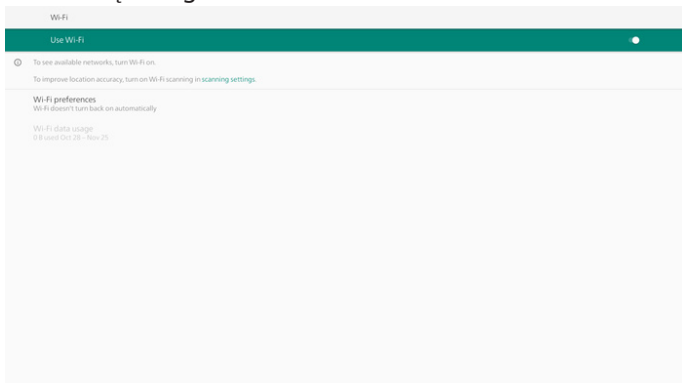 Wi-Fi
Use Wi-Fi
To see available networks, turn Wi-Fi on.
To improve location accuracy, turn on Wi-Fi scanning in scanning settings.
Wi-Fi preferences
Wi-Fi doesn't turn back on automatically
Wi-Fi data usage
0 B used Oct 28 – Nov 25